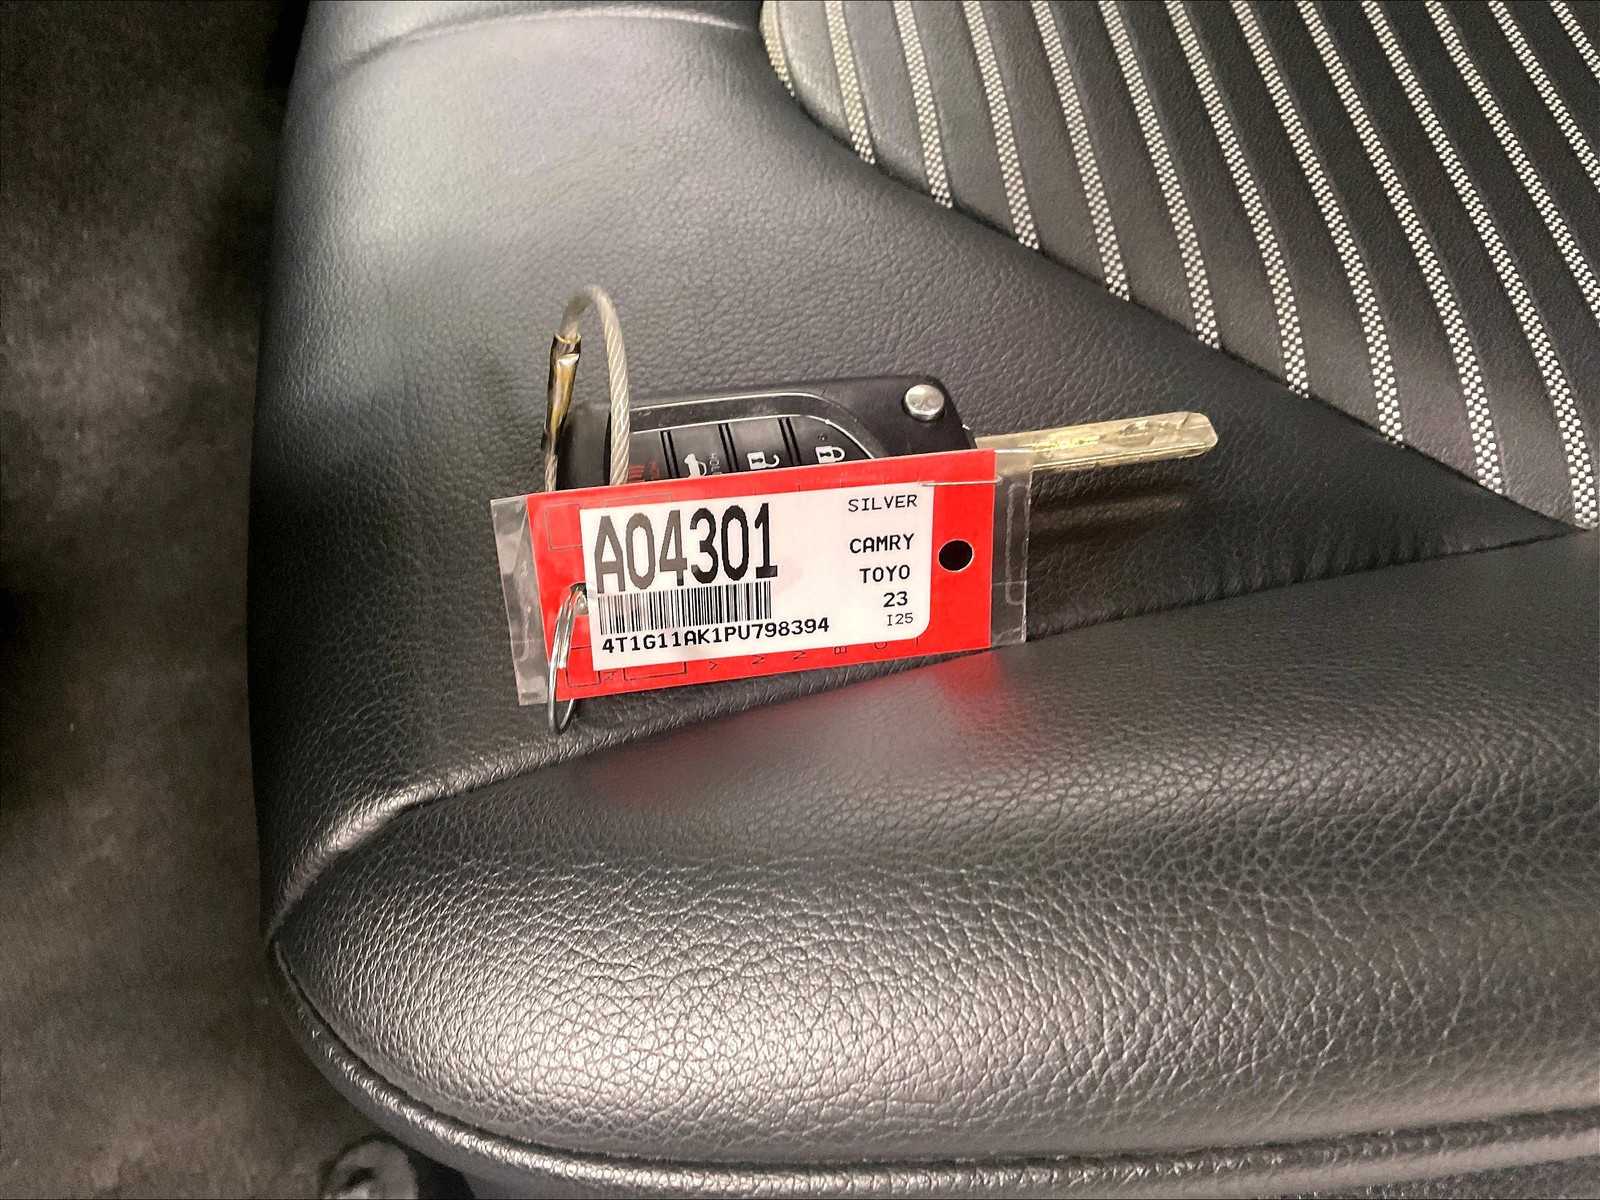 A04301
SILVER
CAMRY
TOYO
23
I25
4T1G11AK1PU798394